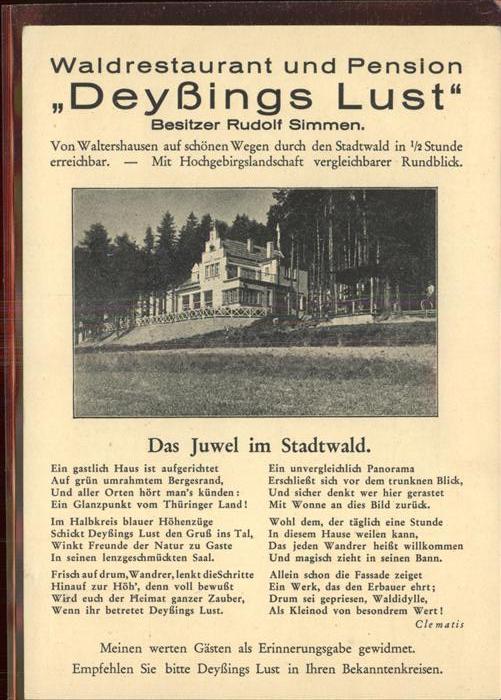 Waldrestaurant und Pension
„Deyßings Lust“
Besitzer Rudolf Simmen.
Von Waltershausen auf schönen Wegen durch den Stadtwald in ½ Stunde
erreichbar. — Mit Hochgebirgslandschaft vergleichbarer Rundblick.
Das Juwel im Stadtwald.
Ein gastlich Haus ist aufgerichtet
Auf grün umrahmtem Bergesrand,
Und aller Orten hört man's künden:
Ein Glanzpunkt vom Thüringer Land!
Im Halbkreis blauer Höhenzüge
Schickt Deyßings Lust den Gruß ins Tal,
Winkt Freunde der Natur zu Gaste
In seinen lenzgeschmückten Saal.
Frisch auf drum, Wandrer, lenkt die Schritte
Hinauf zur Höh', denn voll bewußt
Wird euch der Heimat ganzer Zauber,
Wenn ihr betretet Deyßings Lust.
Ein unvergleichlich Panorama
Erschließt sich vor dem trunknen Blick,
Und sicher denkt wer hier gerastet
Mit Wonne an dies Bild zurück.
Wohl dem, der täglich eine Stunde
In diesem Hause weilen kann,
Das jeden Wandrer heißt willkommen
Und magisch zieht in seinen Bann.
Allein schon die Fassade zeiget
Ein Werk, das den Erbauer ehrt;
Drum sei gepriesen, Waldidylle,
Als Kleinod von besondrem Wert!
Clematis
Meinen werten Gästen als Erinnerungsgabe gewidmet.
Empfehlen Sie bitte Deyßings Lust in Ihren Bekanntenkreisen.